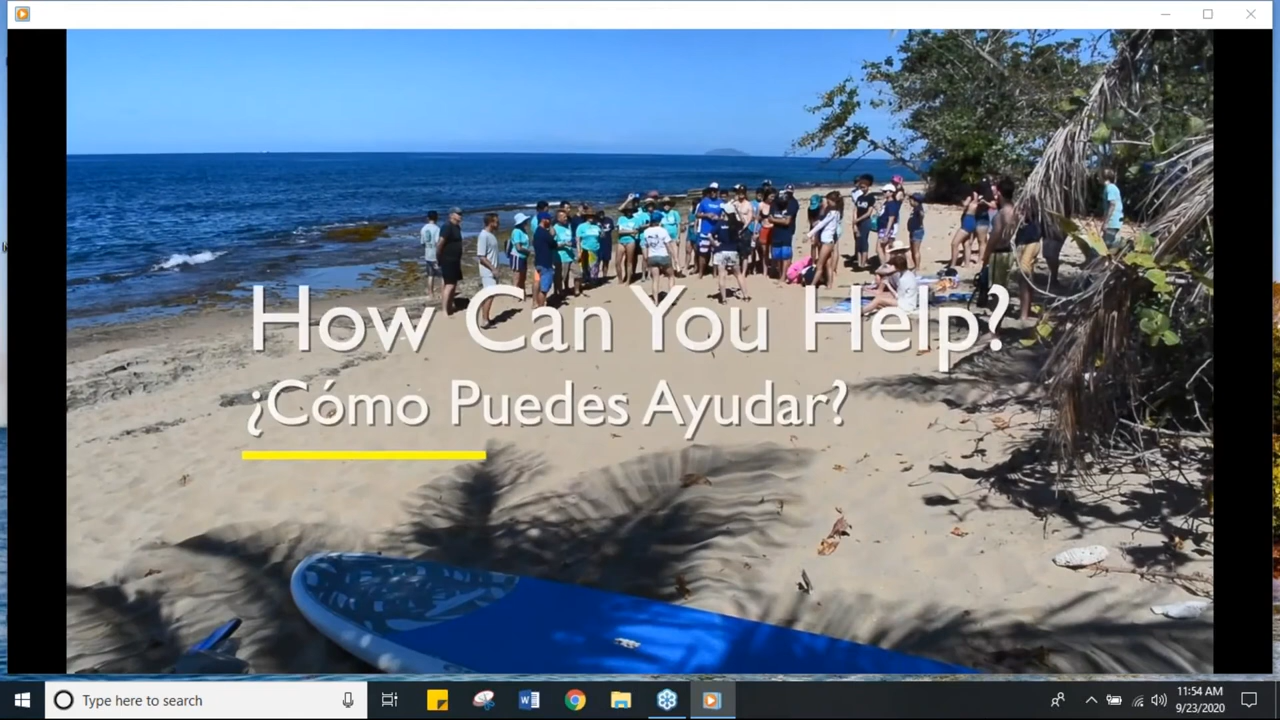 How Can You Help?
¿Cómo Puedes Ayudar?
Type here to search
11:54 AM
9/23/2020